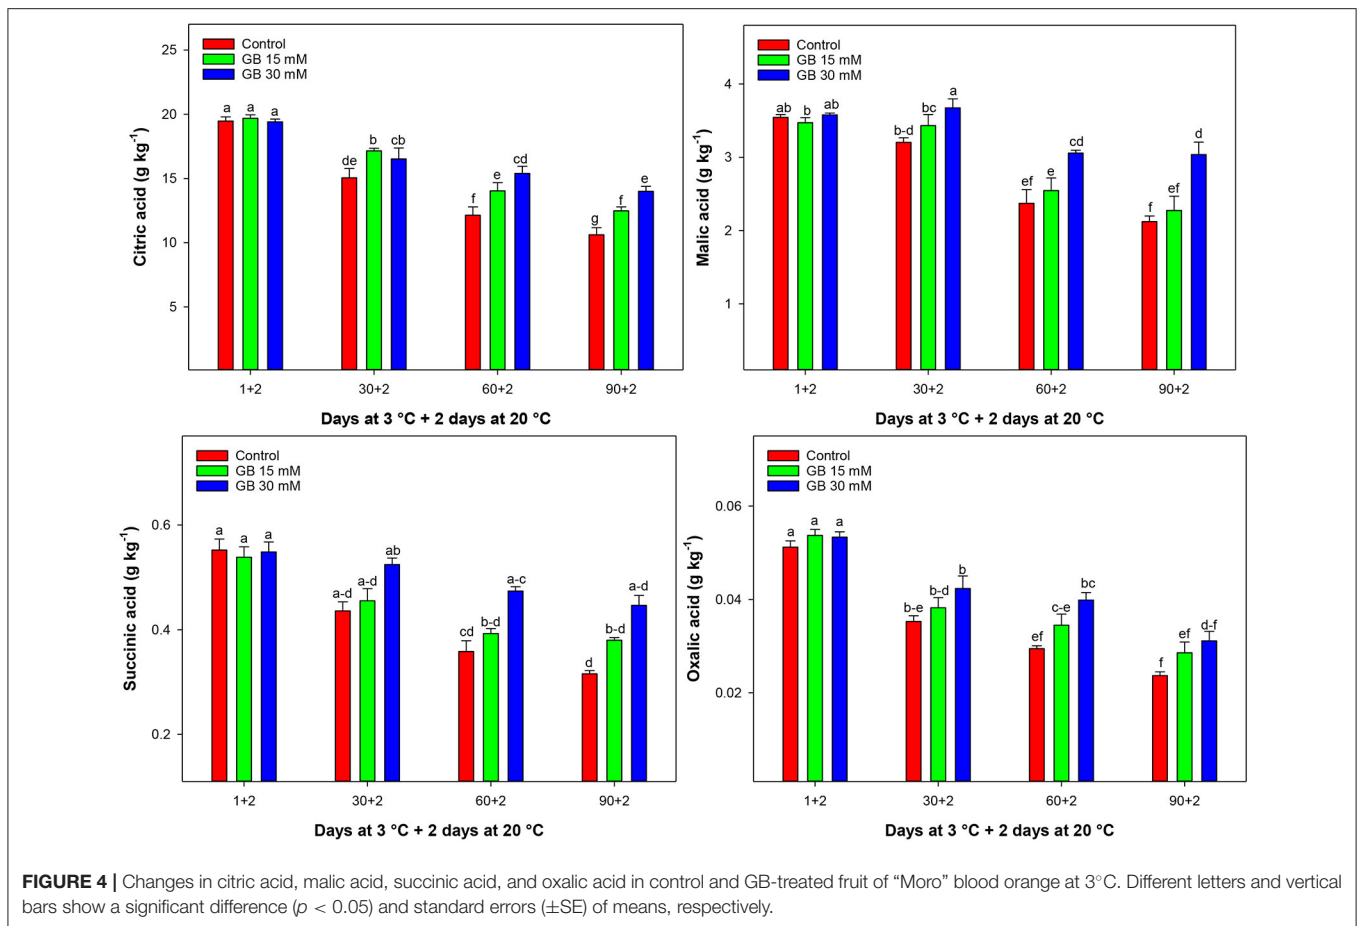 25
20
15
10
5
Citric acid (g kg-1)
Control
GB 15 mM
GB 30 mM
a a a
de b cb
f e cd
g f e
1+2 30+2 60+2 90+2
Days at 3 °C + 2 days at 20 °C
4
3
2
1
Malic acid (g kg-1)
Control
GB 15 mM
GB 30 mM
ab b ab
b-d bc a
ef e cd
f ef d
1+2 30+2 60+2 90+2
Days at 3 °C + 2 days at 20 °C
0.6
0.4
0.2
Succinic acid (g kg-1)
Control
GB 15 mM
GB 30 mM
a a a
a-d a-d ab
cd b-d a-c
d b-d a-d
1+2 30+2 60+2 90+2
Days at 3 °C + 2 days at 20 °C
0.06
0.04
0.02
Oxalic acid (g kg-1)
Control
GB 15 mM
GB 30 mM
a a a
b-e b-d b
ef c-e bc
f ef d-f
1+2 30+2 60+2 90+2
Days at 3 °C + 2 days at 20 °C
FIGURE 4 | Changes in citric acid, malic acid, succinic acid, and oxalic acid in control and GB-treated fruit of “Moro” blood orange at 3°C. Different letters and vertical
bars show a significant difference (p < 0.05) and standard errors (±SE) of means, respectively.